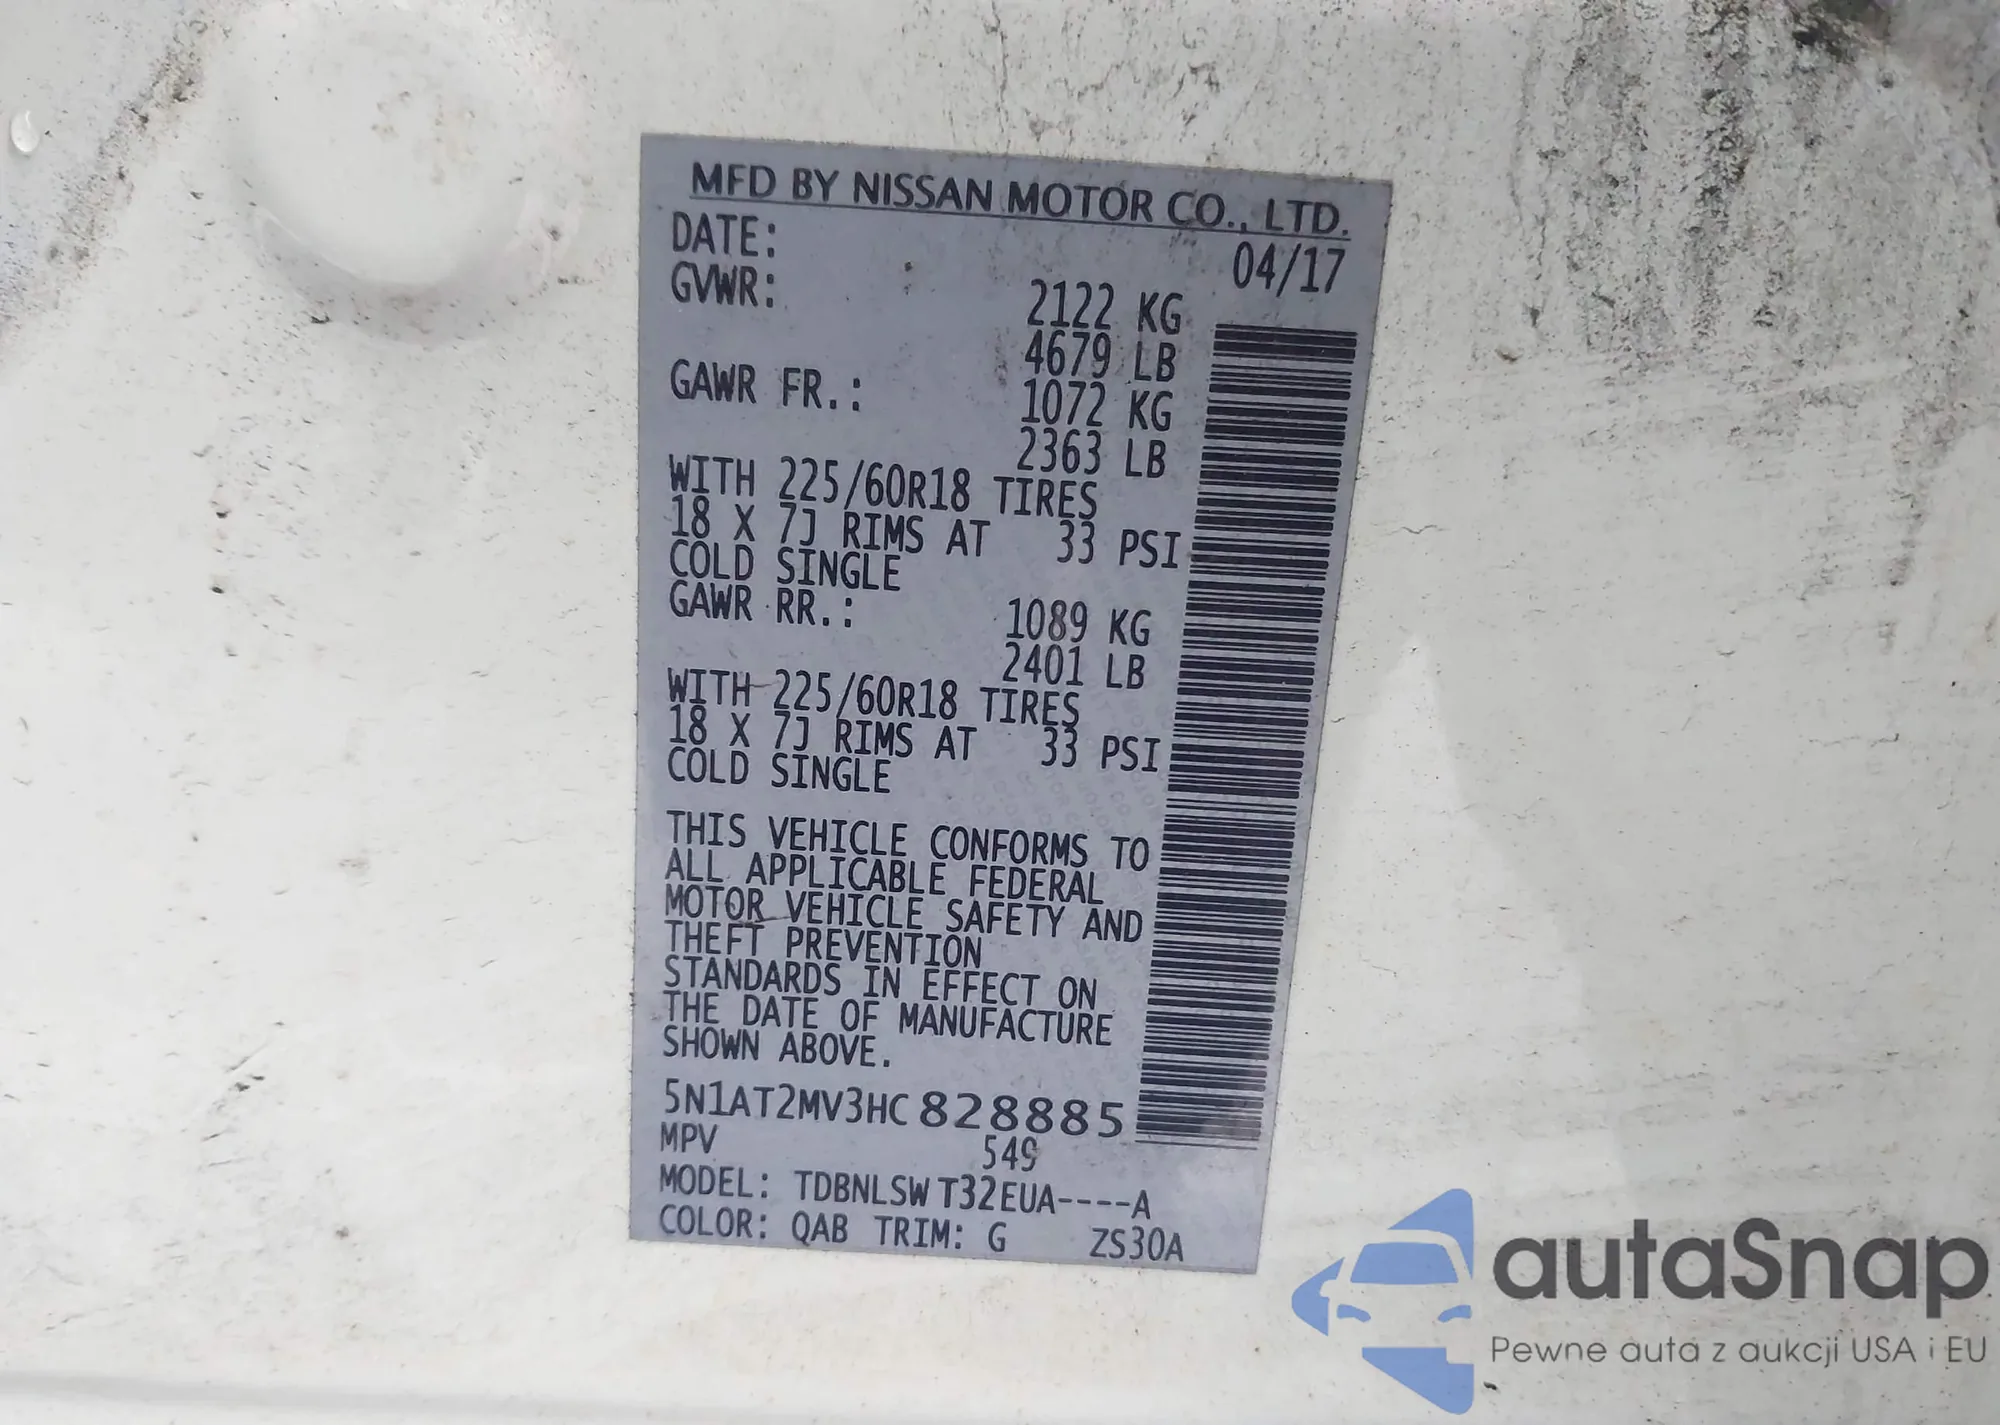 MFD BY NISSAN MOTOR CO., LTD.
DATE: 04/17
GVWR: 2122 KG
4679 LB
GAWR FR.: 1072 KG
2363 LB
WITH 225/60R18 TIRES
18 X 7J RIMS AT 33 PSI
COLD SINGLE
GAWR RR.: 1089 KG
2401 LB
WITH 225/60R18 TIRES
18 X 7J RIMS AT 33 PSI
COLD SINGLE
THIS VEHICLE CONFORMS TO
ALL APPLICABLE FEDERAL
MOTOR VEHICLE SAFETY AND
THEFT PREVENTION
STANDARDS IN EFFECT ON
THE DATE OF MANUFACTURE
SHOWN ABOVE.
5N1AT2MV3HC828885
MPV 549
MODEL: TDBNLSW T32EUA----A
COLOR: QAB TRIM: G ZS30A
autaSnap
Pewne auta z aukcji USA i EU